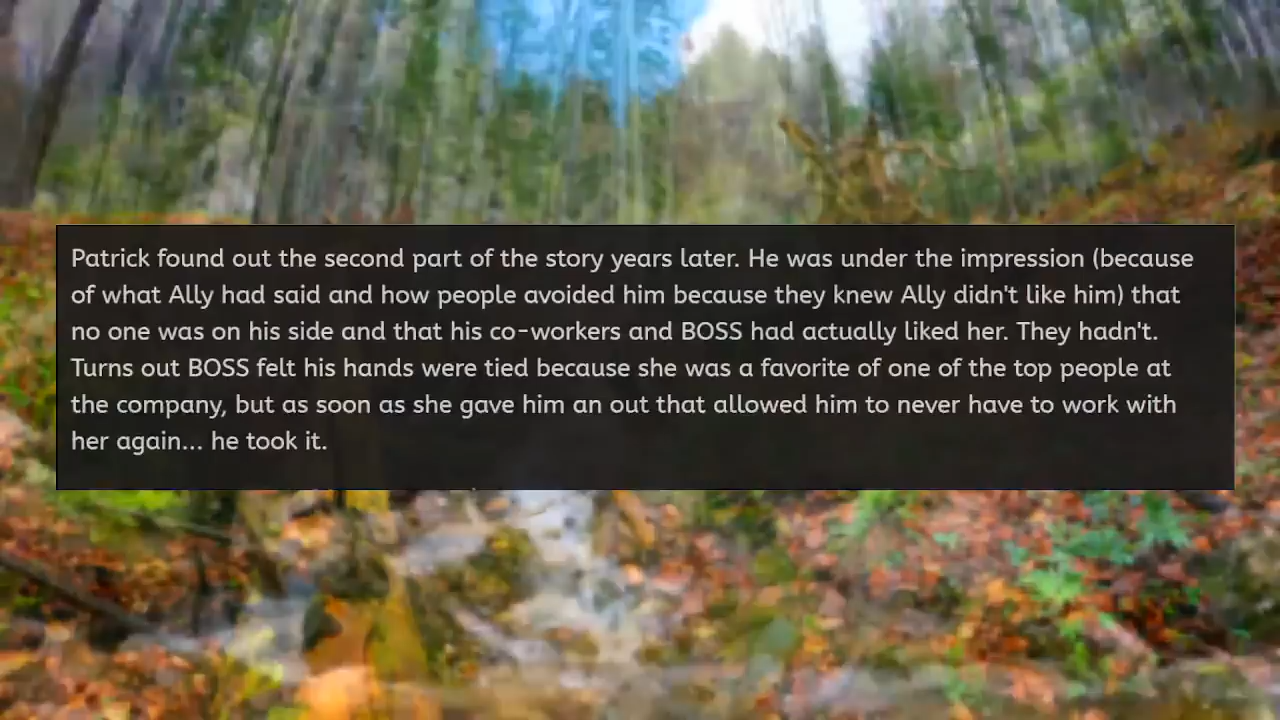 Patrick found out the second part of the story years later. He was under the impression (because
of what Ally had said and how people avoided him because they knew Ally didn't like him) that
no one was on his side and that his co-workers and BOSS had actually liked her. They hadn't.
Turns out BOSS felt his hands were tied because she was a favorite of one of the top people at
the company, but as soon as she gave him an out that allowed him to never have to work with
her again... he took it.